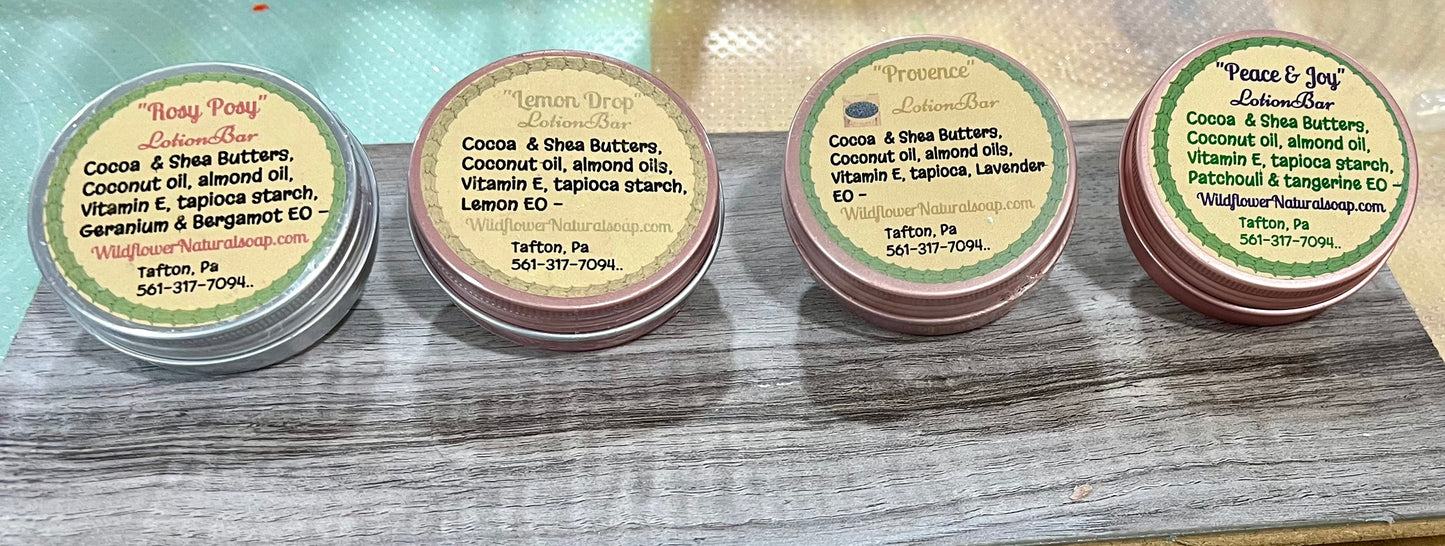 "Rosy Posy"
LotionBar
Cocoa & Shea Butters,
Coconut oil, almond oil,
Vitamin E, tapioca starch,
Geranium & Bergamot EO -
WildflowerNaturalsoap.com
Tafton, Pa
561-317-7094..
"Lemon Drop"
LotionBar
Cocoa & Shea Butters,
Coconut oil, almond oils,
Vitamin E, tapioca starch,
Lemon EO -
WildflowerNaturalsoap.com
Tafton, Pa
561-317-7094..
"Provence"
LotionBar
Cocoa & Shea Butters,
Coconut oil, almond oils,
Vitamin E, tapioca, Lavender
EO -
WildflowerNaturalsoap.com
Tafton, Pa
561-317-7094..
"Peace & Joy"
LotionBar
Cocoa & Shea Butters,
Coconut oil, almond oil,
Vitamin E, tapioca starch,
Patchouli & tangerine EO -
WildflowerNaturalsoap.com
Tafton, Pa
561-317-7094..